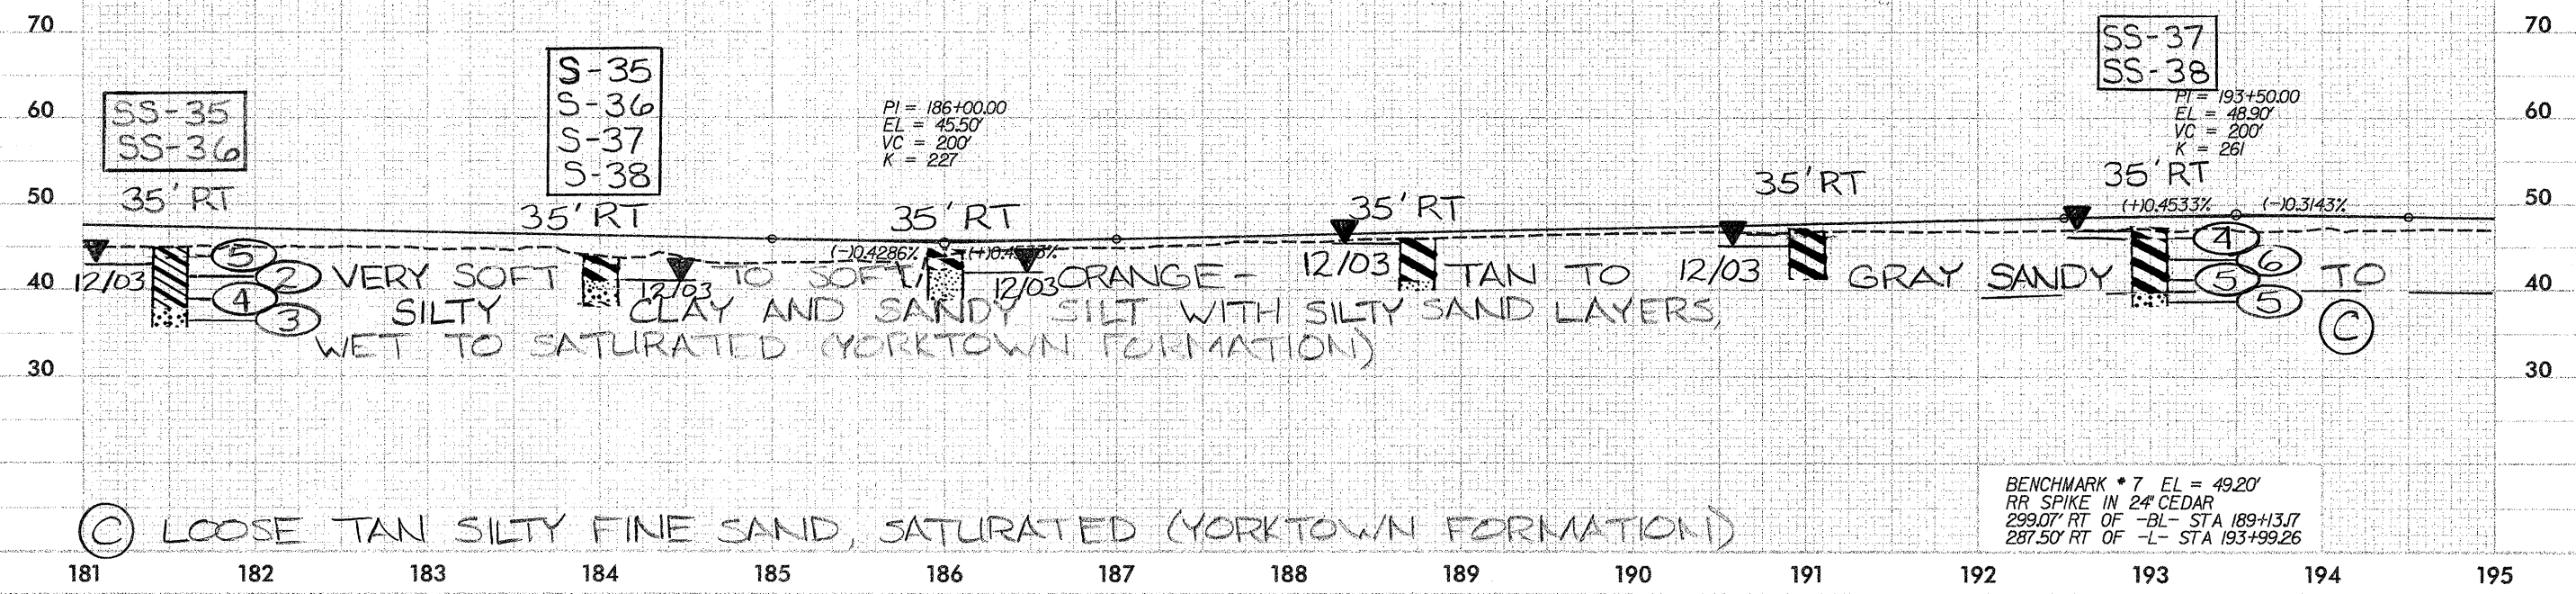 70
70
SS-37
SS-38
S-35
S-36
S-37
S-38
SS-35
SS-36
60
60
PI = 186+00.00
EL = 45.50'
VC = 200'
K = 227
PI = 193+50.00
EL = 48.90'
VC = 200'
K = 261
35' RT
35' RT
35' RT
35' RT
35' RT
35' RT
50
50
(-)0.4286%
(+)0.4533%
(+)0.4533%
(-)0.3143%
5
2
4
3
4
6
5
5
12/03
12/03
12/03
12/03
12/03
40
40
VERY SOFT TO SOFT, ORANGE- TAN TO GRAY SANDY TO
SILTY CLAY AND SANDY SILT WITH SILTY SAND LAYERS,
WET TO SATURATED (YORKTOWN FORMATION)
C
30
30
BENCHMARK # 7 EL = 49.20'
RR SPIKE IN 24" CEDAR
299.07' RT OF -BL- STA 189+13.17
287.50' RT OF -L- STA 193+99.26
C LOOSE TAN SILTY FINE SAND, SATURATED (YORKTOWN FORMATION)
181 182 183 184 185 186 187 188 189 190 191 192 193 194 195